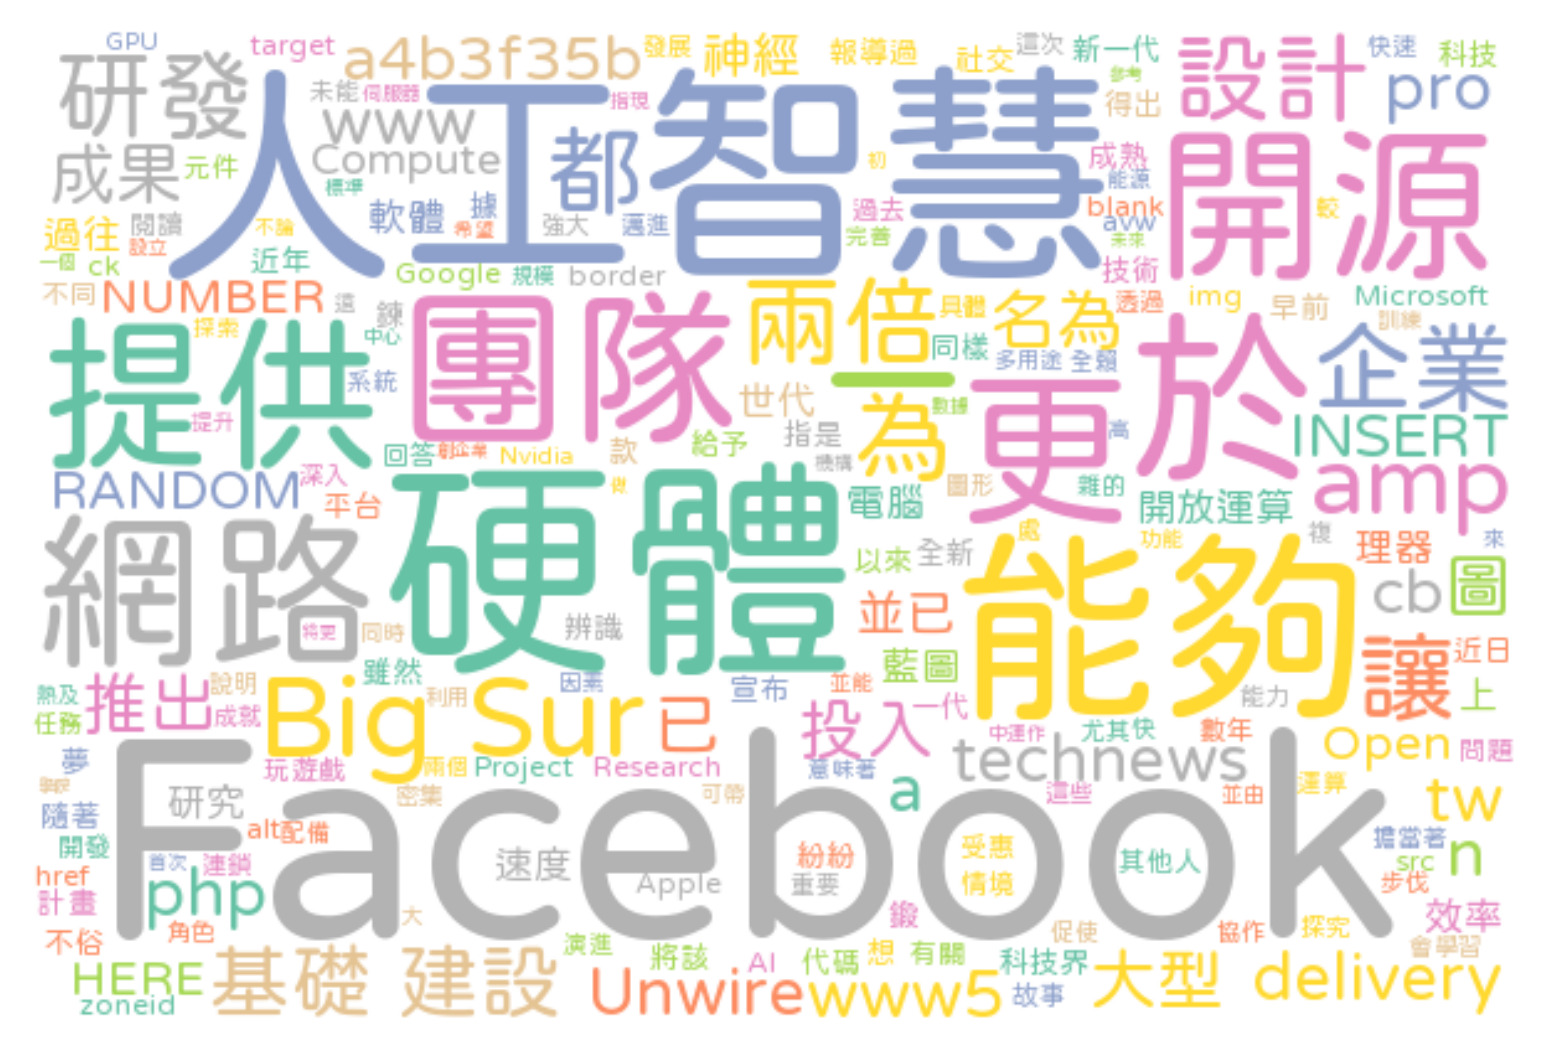 GPU
target
a4b3f35b
發展
神經
報導過
社交
這次
新一代
參考
設計
快速
科技
pro
研發
未能
伺服器
指現
得出
人工智慧
www
Compute
都
初
成熟
能源
開源
成果
元件
標準
軟體
據
希望
強大
邁進
過去
完善
blank
avw
未來
較
過往
閱讀
設立
不論
一個
ck
近年
Google
規模
border
技術
不同
NUMBER
這
鍊
中心
探索
團隊
兩倍
具體
名為
透過
img
早前
Microsoft
訓練
提供
系統
提升
同樣
多用途
全賴
更於
企業
一
為
數據
世代
指是
機構
給予
款
高
INSERT
回答
創企業
Nvidia
RANDOM
深入
平台
做
硬體
電腦
圖形
雜的
開放運算
amp
網路
將更
同時
辨識
以來
全新
處
功能
複
理器
來
能夠
cb
圖
並已
藍圖
讓
近日
上
熱及
任務
推出
說明
成就
雖然
利用
因素
宣布
並能
能力
Big Sur
已
投入
一代
中運作
尤其快
數年
Open
問題
夢
學院
玩遊戲
兩個
Project
Research
意味著
technews
Facebook
隨著
研究
密集
可帶
a
這些
並由
運算
tw
開發
alt
配備
擔當著
href
首次
連鎖
速度
Apple
紛紛
重要
受惠
情境
其他人
src
n
步伐
計畫
php
大
鍛
效率
不俗
角色
演進
將該
AI
代碼
想
有關
促使
科技界
協作
探究
會學習
HERE
zoneid
基礎 建設
Unwire
www5
故事
大型
delivery